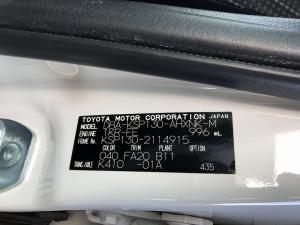 TOYOTA MOTOR CORPORATION JAPAN
MODEL DBA-KSP130-AHXNK-M
ENGINE 1KR-FE 996 mL
FRAME No. KSP130-2114915
COLOR TRIM PLANT OPTION
040 FA20 B11
TRANS/AXLE K410 -01A 435